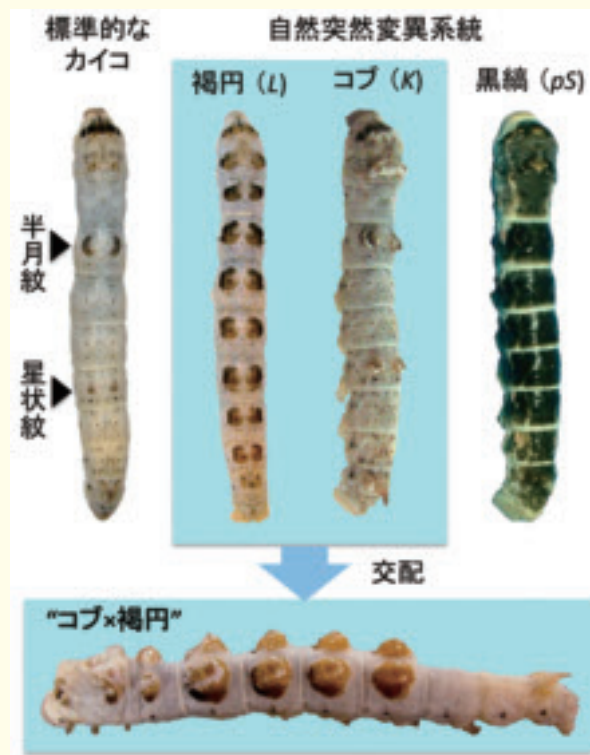 標準的な
カイコ
自然突然変異系統
褐円 (L)
コブ (K)
黒縞 (pS)
半月紋
星状紋
交配
“コブ×褐円”